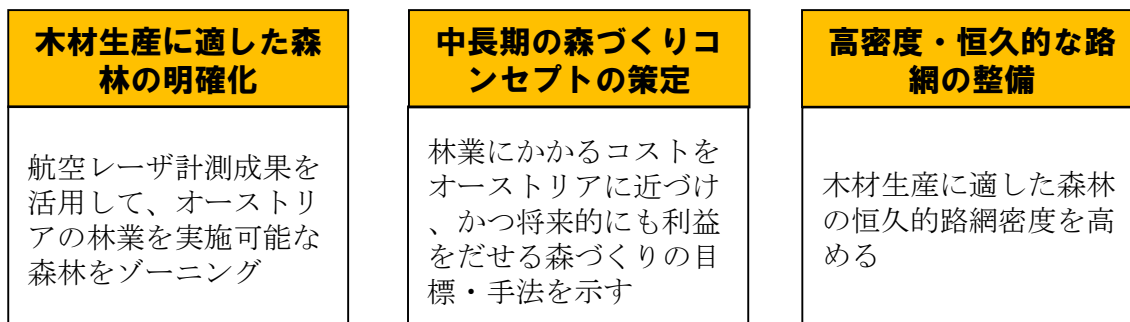 木材生産に適した森
林の明確化
航空レーザ計測成果を
活用して、オーストリ
アの林業を実施可能な
森林をゾーニング
中長期の森づくりコ
ンセプトの策定
林業にかかるコストを
オーストリアに近づけ
、かつ将来的にも利益
をだせる森づくりの目
標・手法を示す
高密度・恒久的な路
網の整備
木材生産に適した森林
の恒久的路網密度を高
める